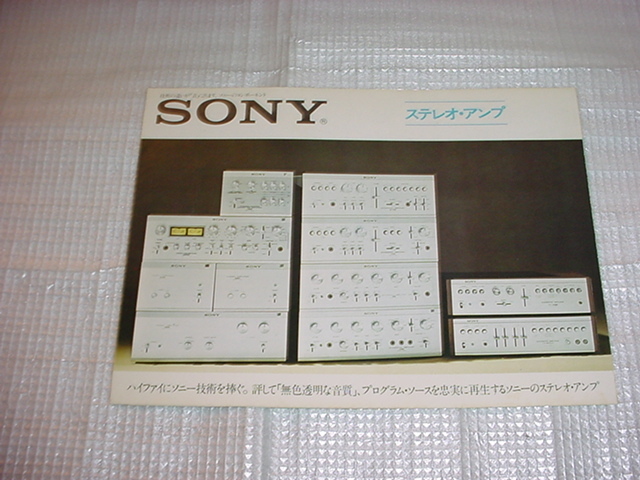 SONY
ステレオ・アンプ
ハイファイにソニー技術を捧ぐ。評して「無色透明な音質」、プログラム・ソースを忠実に再生するソニーのステレオ・アンプ